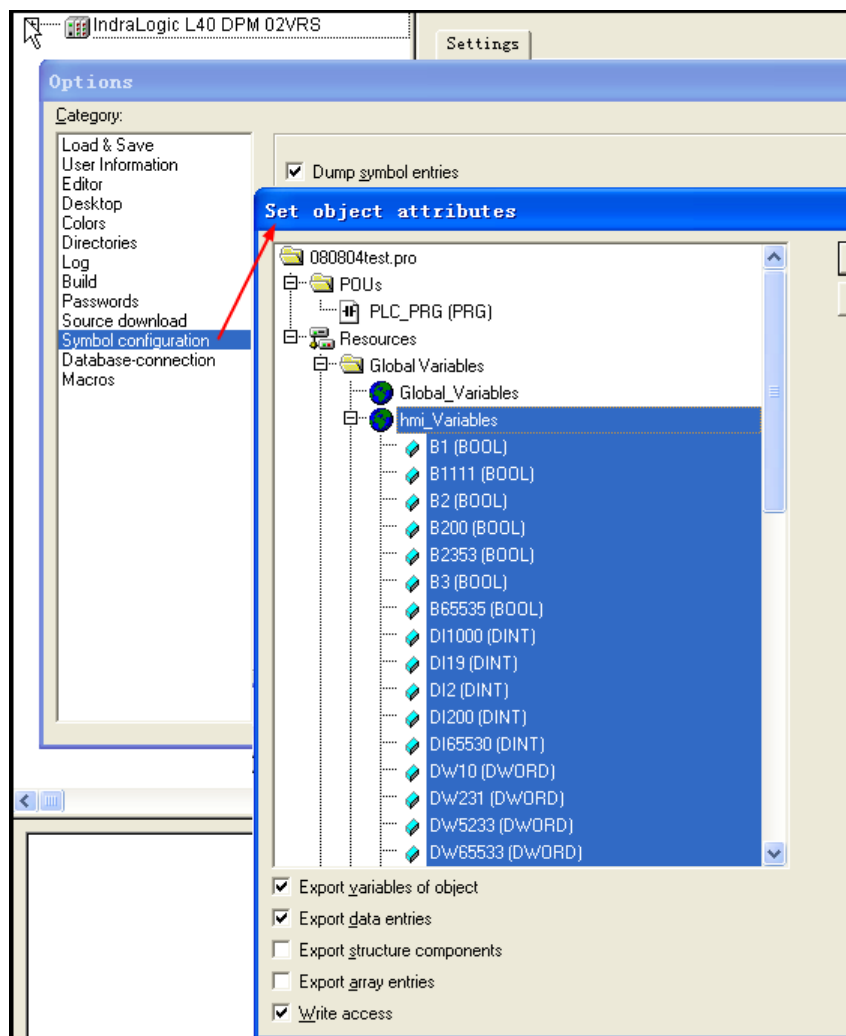 IndraLogic L40 DPM 02VRS
Settings
Options
Category:
Load & Save
User Information
Editor
Desktop
Colors
Directories
Log
Build
Passwords
Source download
Symbol configuration
Database-connection
Macros
Dump symbol entries
Set object attributes
080804test.pro
POUs
PLC_PRG (PRG)
Resources
Global Variables
Global_Variables
hmi_Variables
B1 (BOOL)
B1111 (BOOL)
B2 (BOOL)
B200 (BOOL)
B2353 (BOOL)
B3 (BOOL)
B65535 (BOOL)
DI1000 (DINT)
DI19 (DINT)
DI2 (DINT)
DI200 (DINT)
DI65530 (DINT)
DW10 (DWORD)
DW231 (DWORD)
DW5233 (DWORD)
DW65533 (DWORD)
Export variables of object
Export data entries
Export structure components
Export array entries
Write access